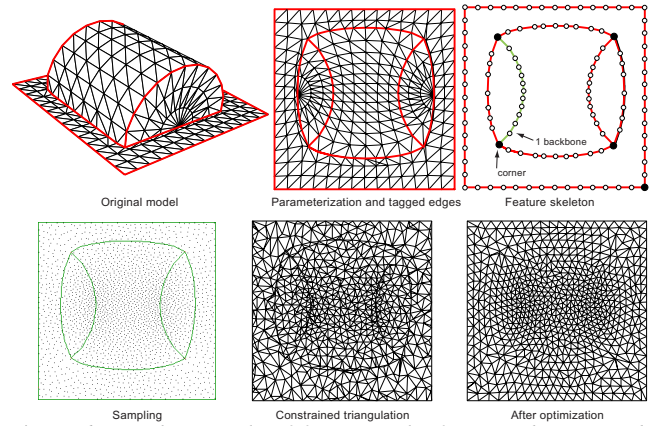 1 backbone
corner
Original model
Parameterization and tagged edges
Feature skeleton
Sampling
Constrained triangulation
After optimization